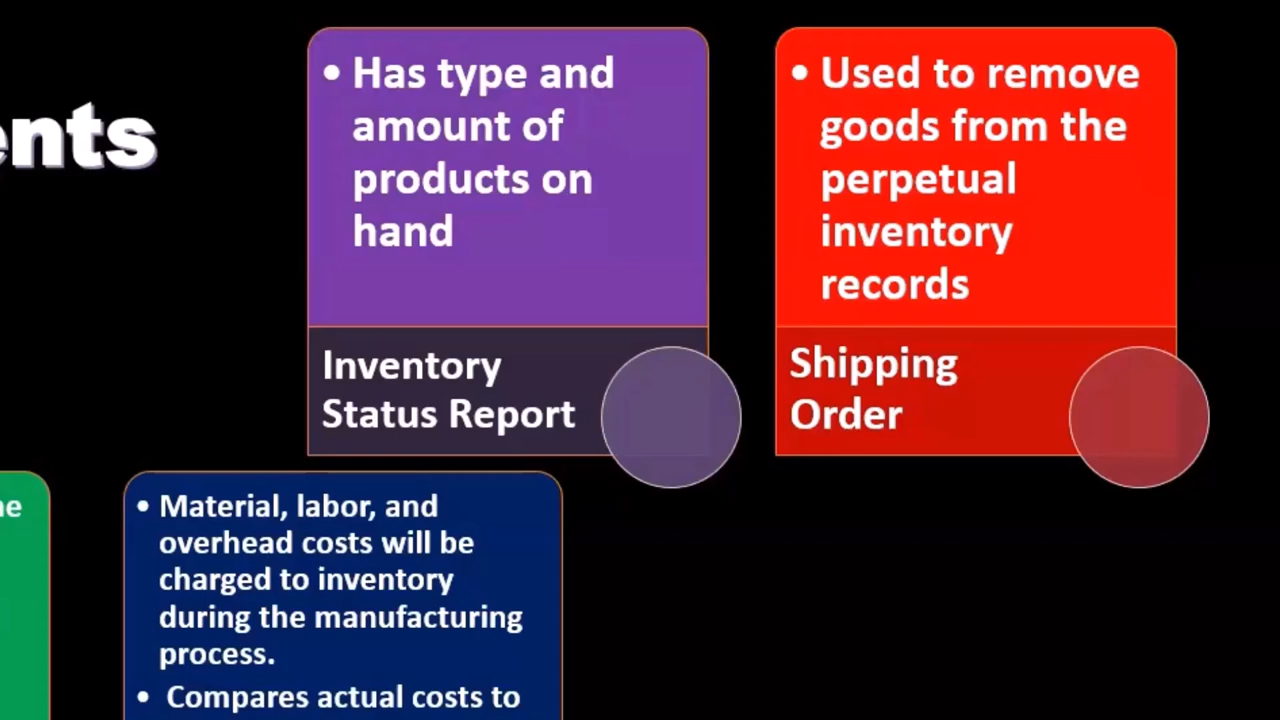 ents
• Has type and
amount of
products on
hand
Inventory
Status Report
• Used to remove
goods from the
perpetual
inventory
records
Shipping
Order
• Material, labor, and
overhead costs will be
charged to inventory
during the manufacturing
process.
• Compares actual costs to